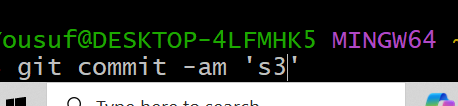 Yousuf@DESKTOP-4LFMHK5 MINGW64 ~
git commit -am 's3'
Type here to search